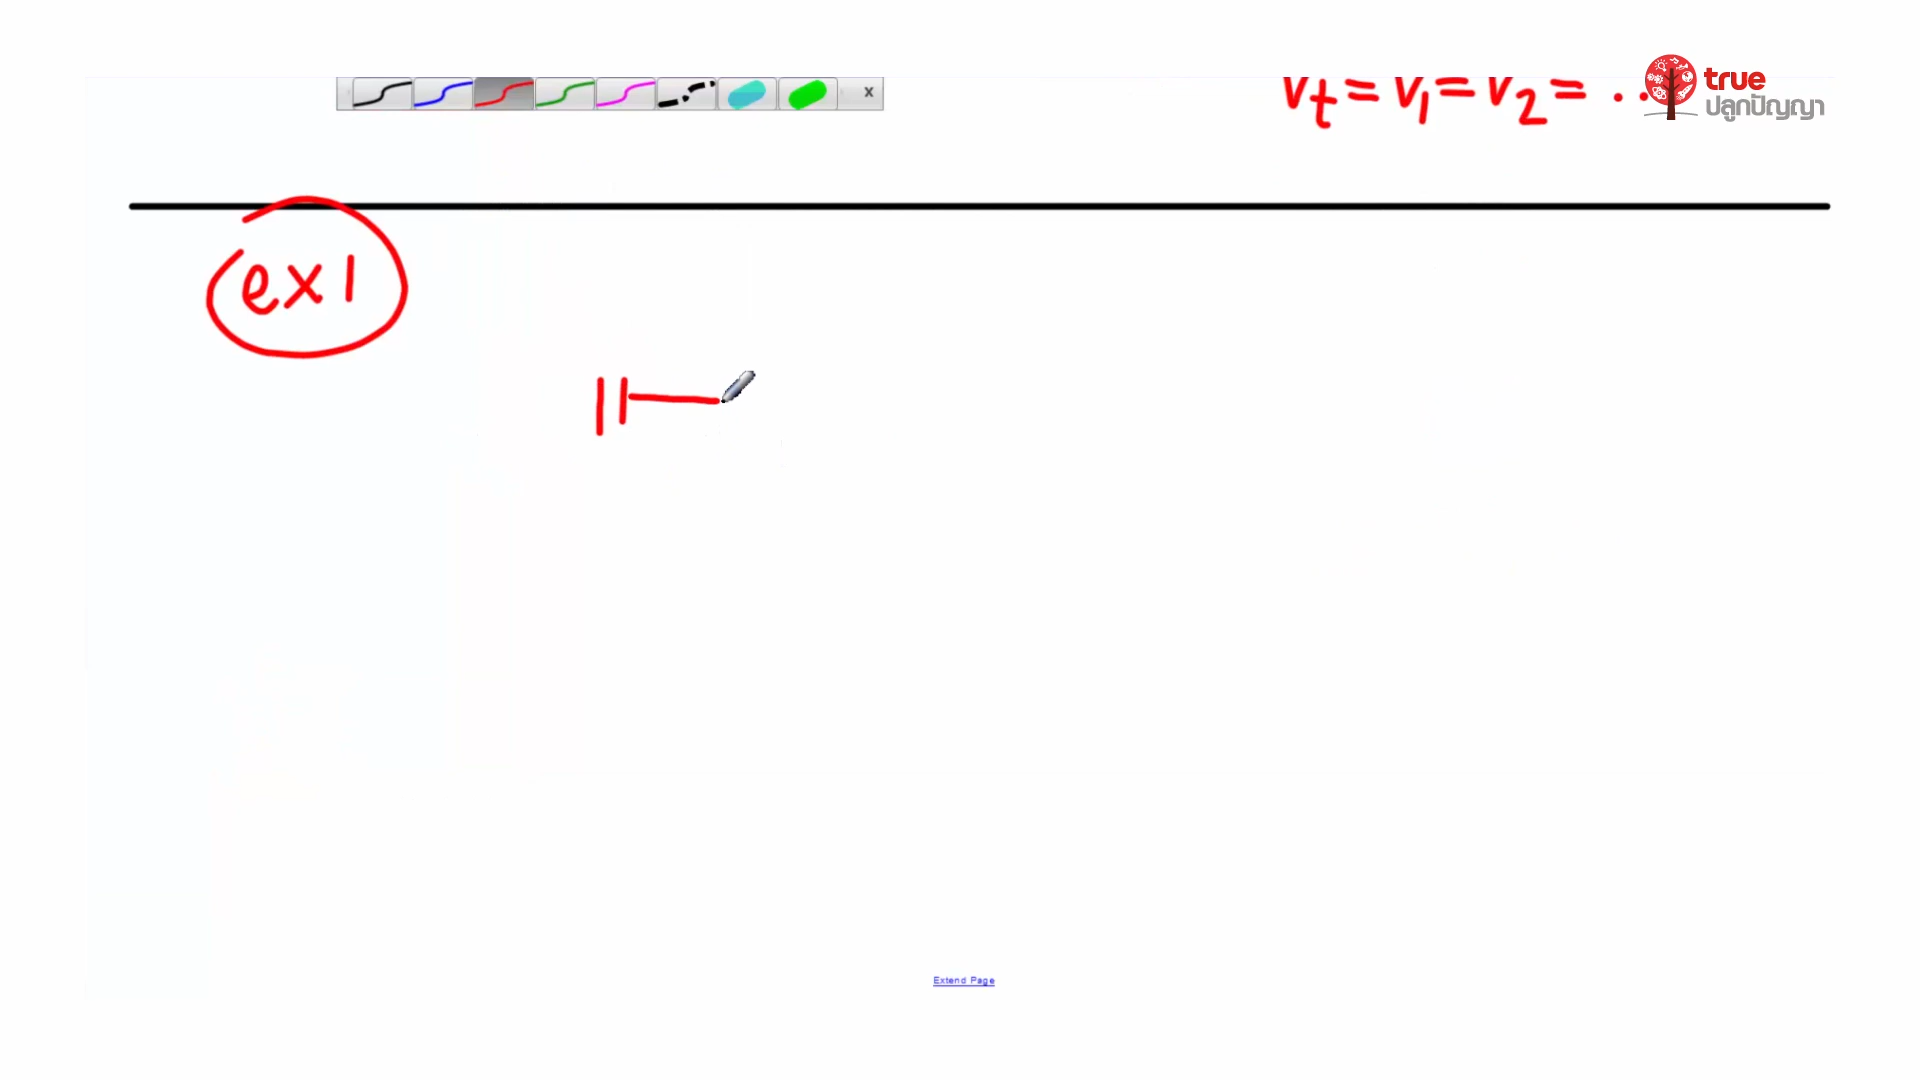 Vt = V1 = V2 = ..
true
ปลูกปัญญา
x
ex1
Extend Page